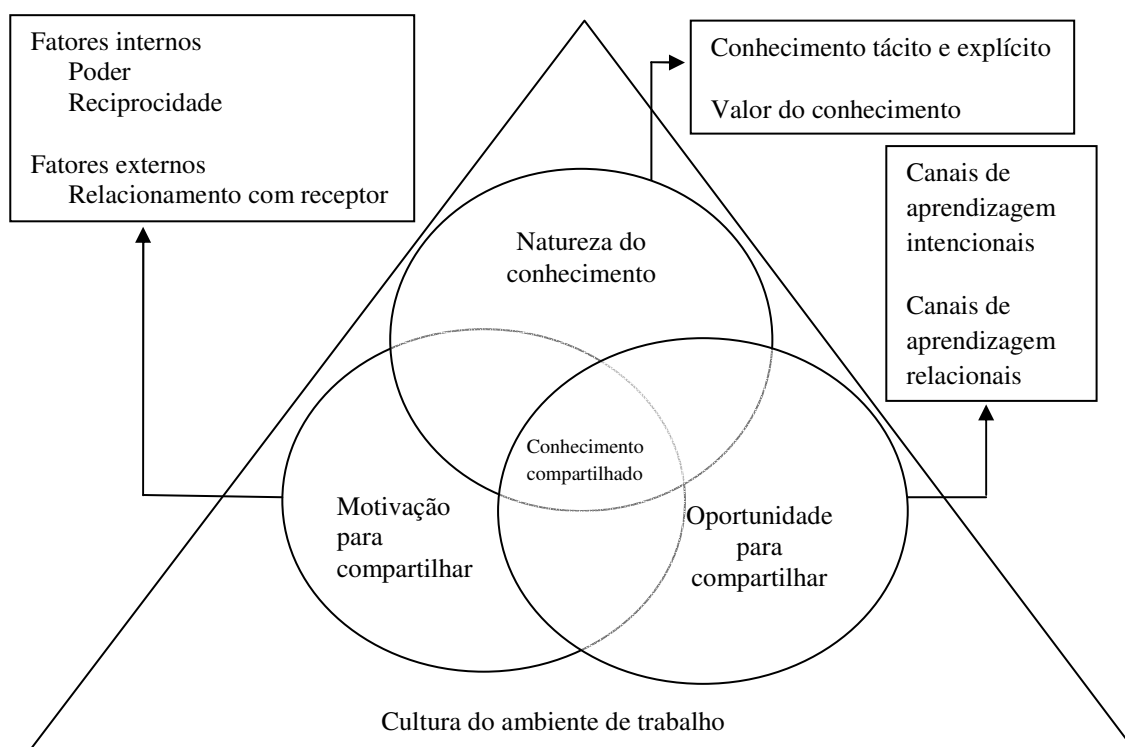 Fatores internos
Poder
Reciprocidade
Fatores externos
Relacionamento com receptor
Conhecimento tácito e explícito
Valor do conhecimento
Canais de
aprendizagem
intencionais
Canais de
aprendizagem
relacionais
Natureza do
conhecimento
Conhecimento
compartilhado
Motivação
para
compartilhar
Oportunidade
para
compartilhar
Cultura do ambiente de trabalho